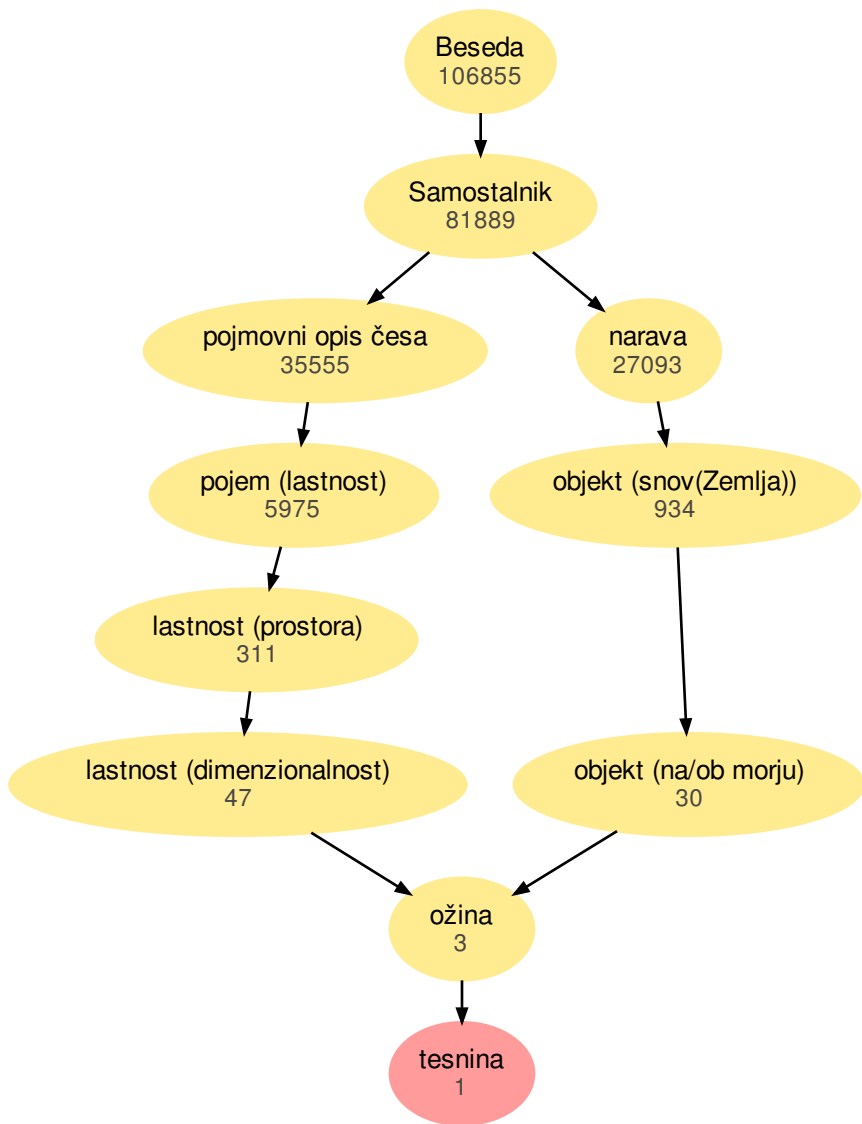 Beseda
106855
Samostalnik
81889
pojmovni opis česa
35555
narava
27093
pojem (lastnost)
5975
objekt (snov(Zemlja))
934
lastnost (prostora)
311
lastnost (dimenzionalnost)
47
objekt (na/ob morju)
30
ožina
3
tesnina
1